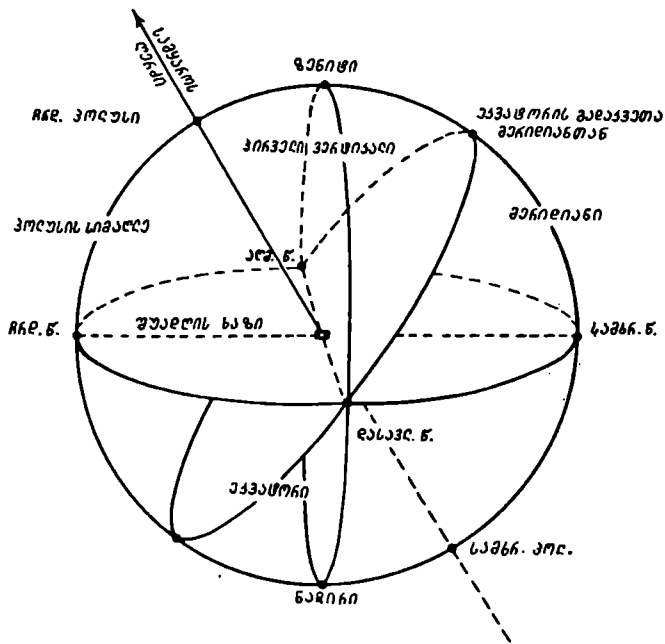 სამყაროს
ღერძი
ზენიტი
ჩრდ. პოლუსი
ეკვატორის გადაკვეთა
მერიდიანთან
პირველი ვერტიკალი
მერიდიანი
პოლუსის სიმაღლე
აღმ. წ.
ჩრდ. წ.
შუადღის ხაზი
სამხრ. წ.
დასავლ. წ.
ეკვატორი
სამხრ. პოლ.
ნადირი